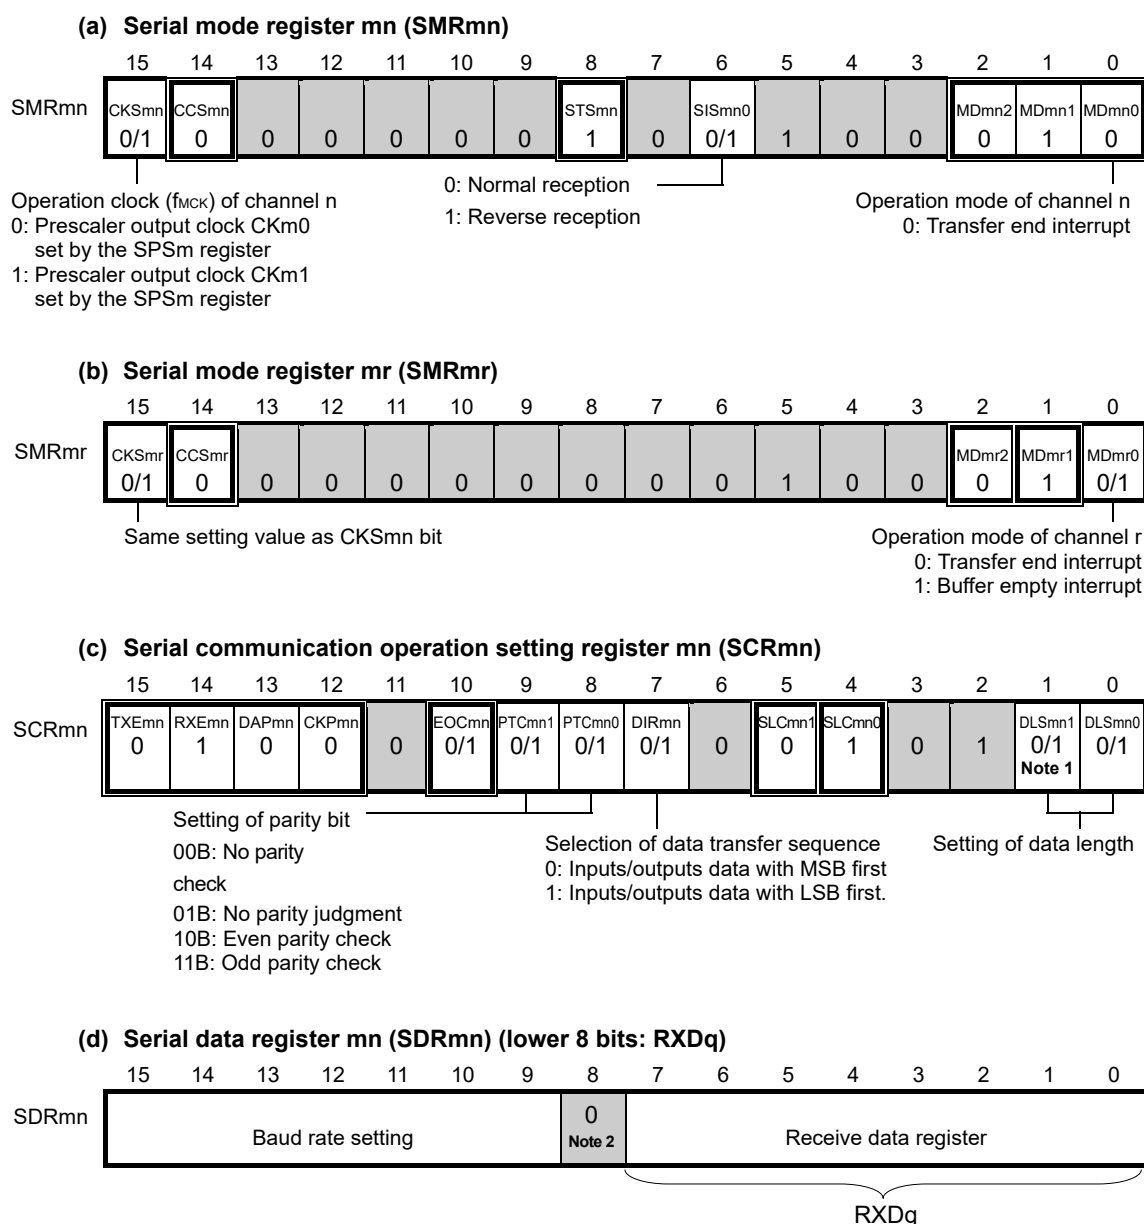 (a) Serial mode register mn (SMRmn)
15 14 13 12 11 10 9 8 7 6 5 4 3 2 1 0
SMRmn
CKSmn CCSmn STSmn SISmn0 MDmn2 MDmn1 MDmn0
0/1 0 0 0 0 0 0 1 0 0/1 1 0 0 0 1 0
Operation clock (fMCK) of channel n
0: Prescaler output clock CKm0
set by the SPSm register
1: Prescaler output clock CKm1
set by the SPSm register
0: Normal reception
1: Reverse reception
Operation mode of channel n
0: Transfer end interrupt
(b) Serial mode register mr (SMRmr)
15 14 13 12 11 10 9 8 7 6 5 4 3 2 1 0
SMRmr
CKSmr CCSmr MDmr2 MDmr1 MDmr0
0/1 0 0 0 0 0 0 0 0 0 1 0 0 0 1 0/1
Same setting value as CKSmn bit
Operation mode of channel r
0: Transfer end interrupt
1: Buffer empty interrupt
(c) Serial communication operation setting register mn (SCRmn)
15 14 13 12 11 10 9 8 7 6 5 4 3 2 1 0
SCRmn
TXEmn RXEmn DAPmn CKPmn EOCmn PTCmn1 PTCmn0 DIRmn SLCmn1 SLCmn0 DLSmn1 DLSmn0
0 1 0 0 0 0/1 0/1 0/1 0/1 0 0 1 0 1 0/1 0/1
Note 1
Setting of parity bit
00B: No parity
check
01B: No parity judgment
10B: Even parity check
11B: Odd parity check
Selection of data transfer sequence
0: Inputs/outputs data with MSB first
1: Inputs/outputs data with LSB first.
Setting of data length
(d) Serial data register mn (SDRmn) (lower 8 bits: RXDq)
15 14 13 12 11 10 9 8 7 6 5 4 3 2 1 0
SDRmn
Baud rate setting
0
Note 2
Receive data register
RXDq